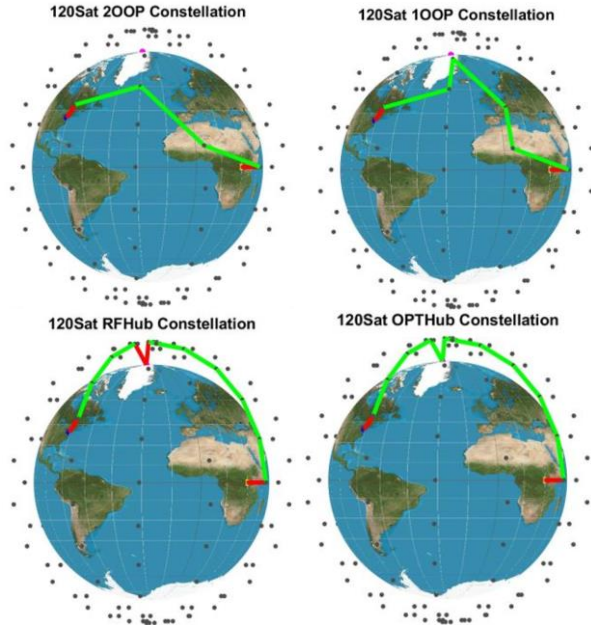 120Sat 2OOP Constellation
120Sat 1OOP Constellation
120Sat RFHub Constellation
120Sat OPTHub Constellation